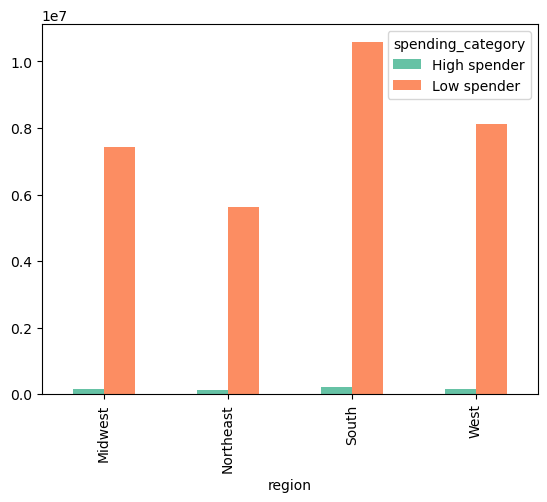 1e7
spending_category
High spender
Low spender
1.0
0.8
0.6
0.4
0.2
0.0
Midwest
Northeast
South
West
region